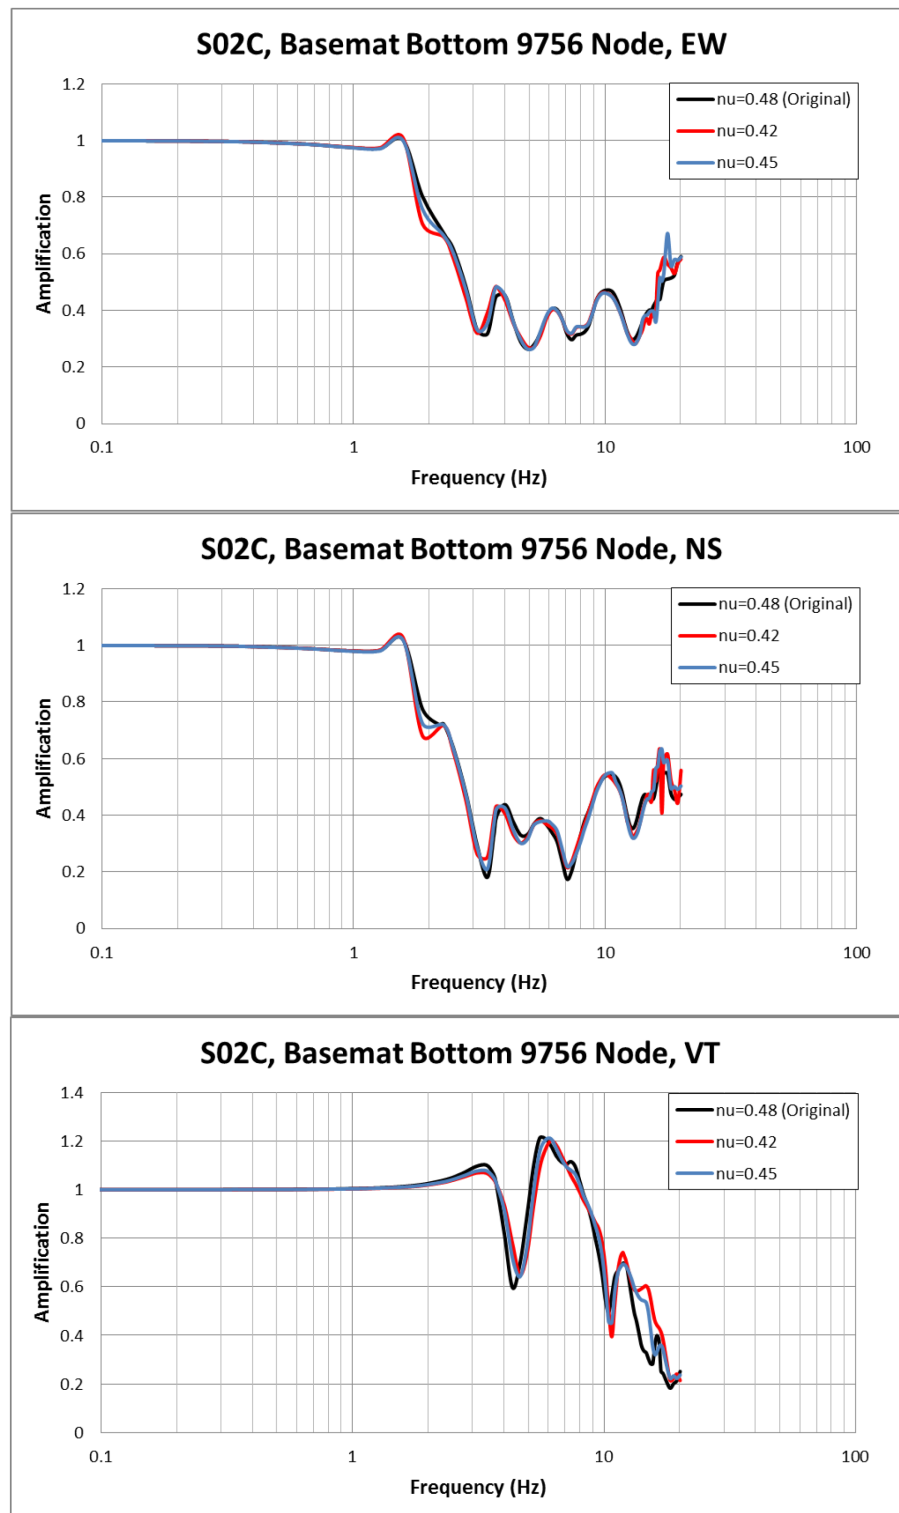 S02C, Basemat Bottom 9756 Node, EW
1.2
nu=0.48 (Original)
1
nu=0.42
nu=0.45
0.8
Amplification
0.6
0.4
0.2
0
0.1 1 10 100
Frequency (Hz)
S02C, Basemat Bottom 9756 Node, NS
1.2
nu=0.48 (Original)
1
nu=0.42
nu=0.45
0.8
Amplification
0.6
0.4
0.2
0
0.1 1 10 100
Frequency (Hz)
S02C, Basemat Bottom 9756 Node, VT
1.4
nu=0.48 (Original)
1.2
nu=0.42
nu=0.45
1
0.8
Amplification
0.6
0.4
0.2
0
0.1 1 10 100
Frequency (Hz)